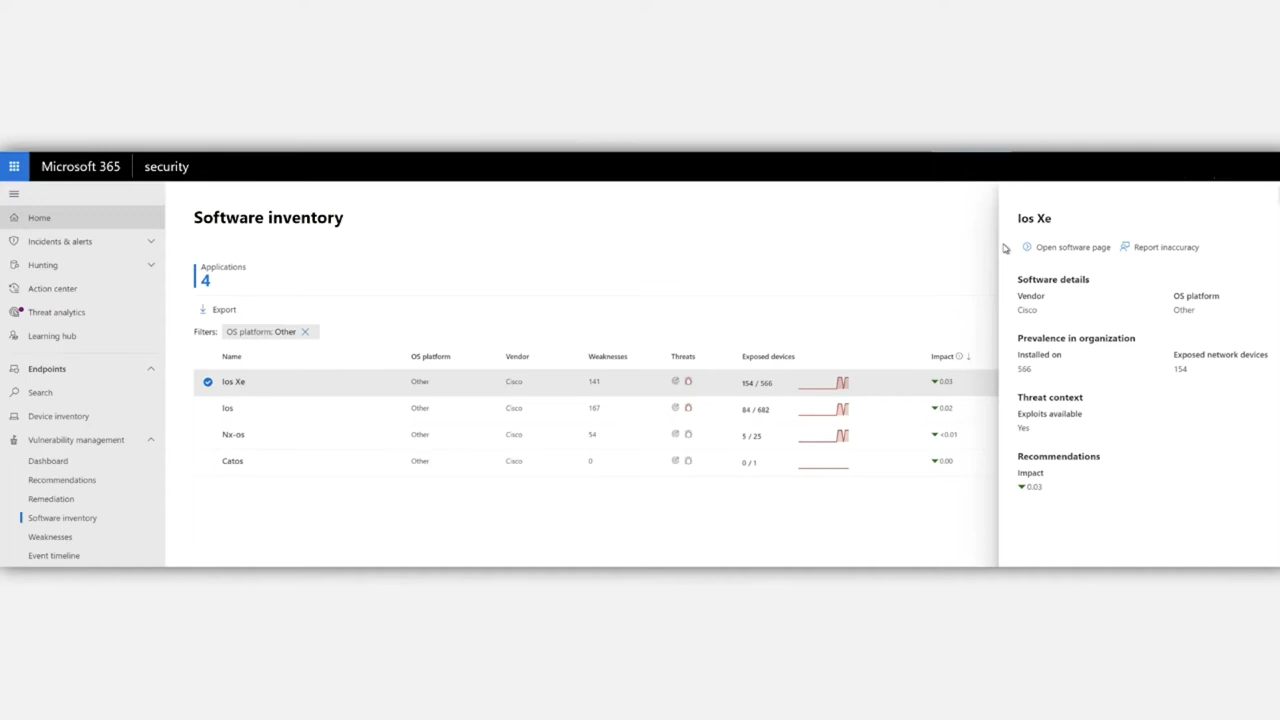 Microsoft 365 security
Home
Incidents & alerts
Hunting
Action center
Threat analytics
Learning hub
Endpoints
Search
Device inventory
Vulnerability management
Dashboard
Recommendations
Remediation
Software inventory
Weaknesses
Event timeline
Software inventory
Applications
4
Export
Filters: OS platform: Other
Name OS platform Vendor Weaknesses Threats Exposed devices Impact
Ios Xe Other Cisco 141 154 / 566 0.03
Ios Other Cisco 167 84 / 682 0.02
Nx-os Other Cisco 54 5 / 25 <0.01
Catos Other Cisco 0 0 / 1 0.00
Ios Xe
Open software page Report inaccuracy
Software details
Vendor OS platform
Cisco Other
Prevalence in organization
Installed on Exposed network devices
566 154
Threat context
Exploits available
Yes
Recommendations
Impact
0.03